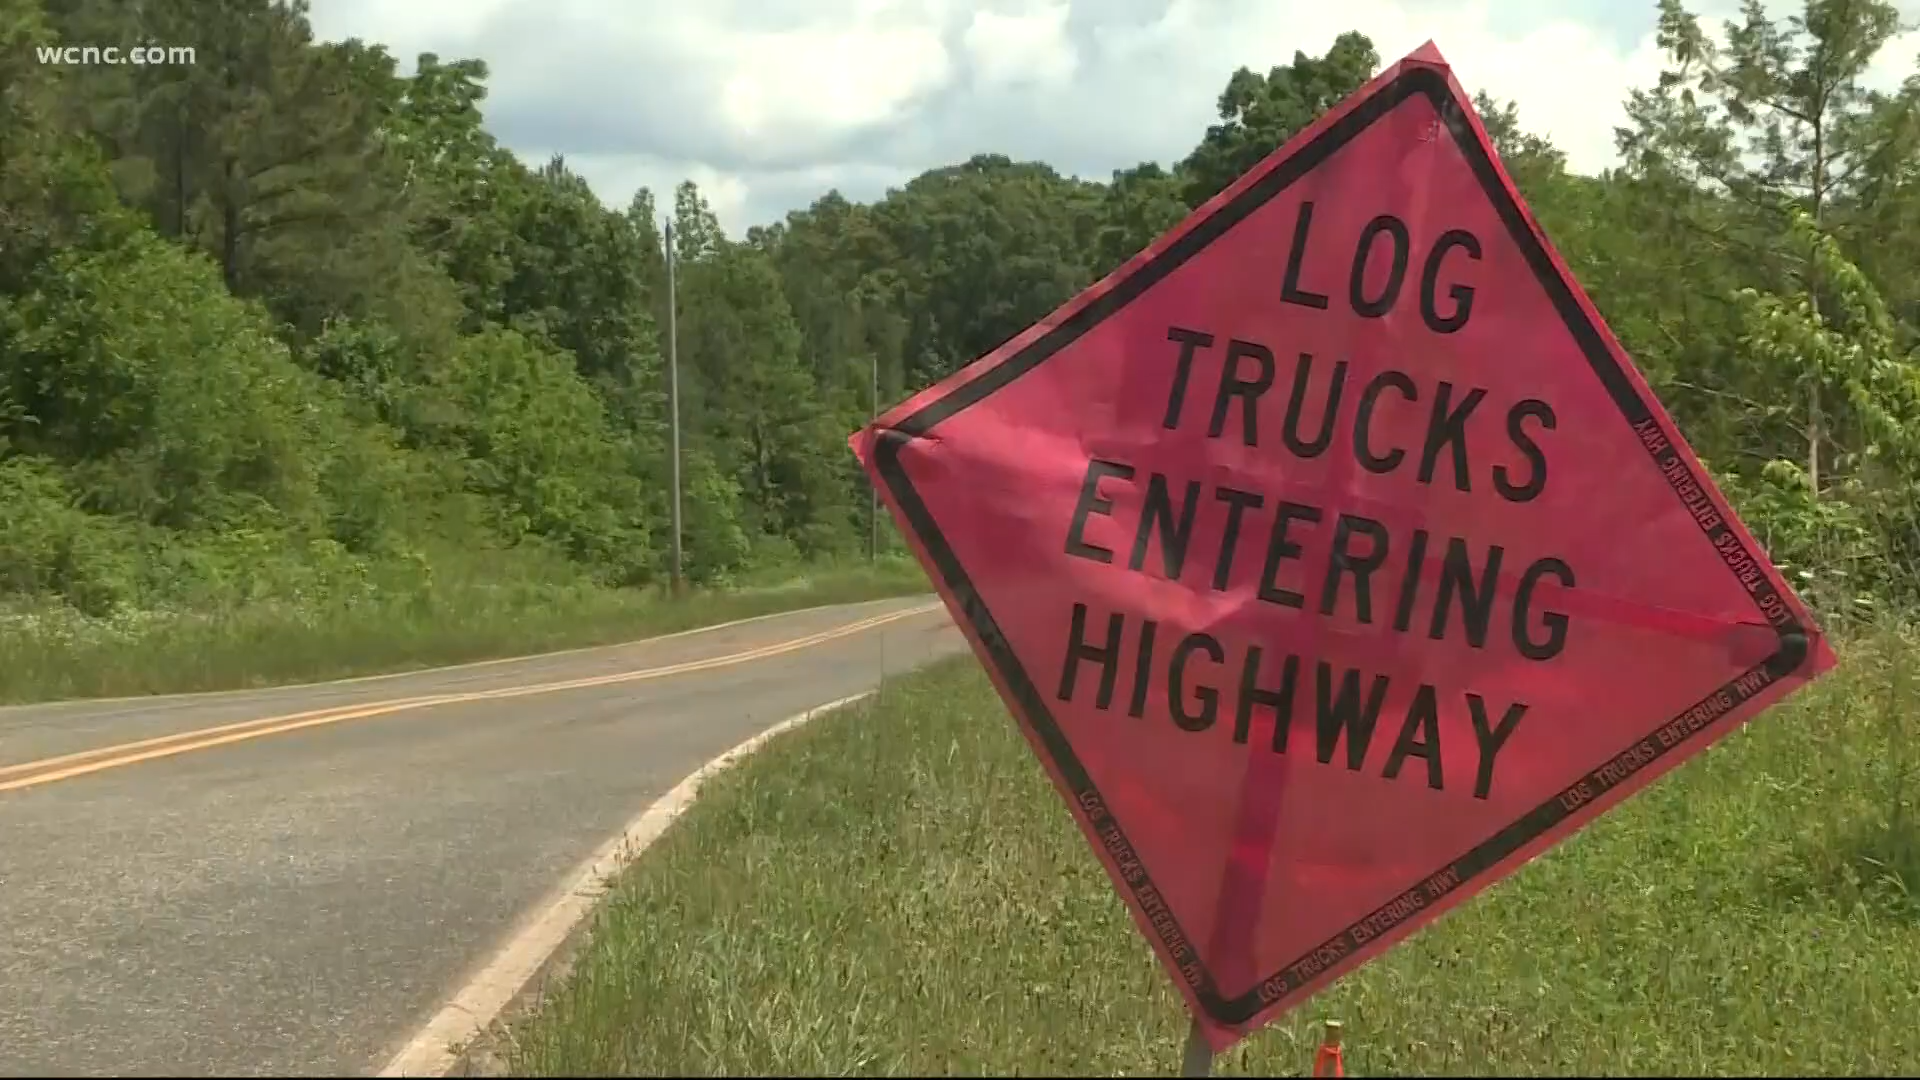 wcnc.com
LOG
TRUCKS
ENTERING
HIGHWAY
LOG TRUCKS ENTERING HWY
LOG TRUCKS ENTERING HWY
LOG TRUCKS ENTERING HWY
LOG TRUCKS ENTERING HWY